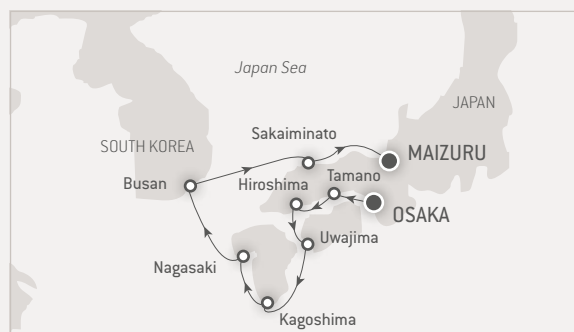 Japan Sea
JAPAN
Sakaiminato
SOUTH KOREA
MAIZURU
Tamano
Busan
Hiroshima
OSAKA
Uwajima
Nagasaki
Kagoshima